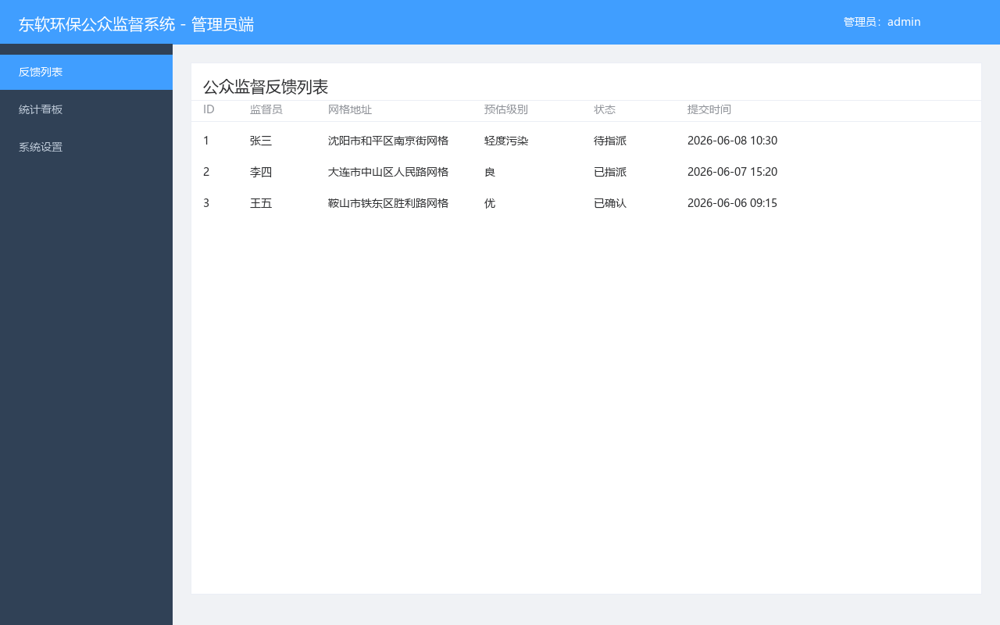 东软环保公众监督系统 - 管理员端
管理员：admin
反馈列表
统计看板
系统设置
公众监督反馈列表
ID 监督员 网格地址 预估级别 状态 提交时间
1 张三 沈阳市和平区南京街网格 轻度污染 待指派 2026-06-08 10:30
2 李四 大连市中山区人民路网格 良 已指派 2026-06-07 15:20
3 王五 鞍山市铁东区胜利路网格 优 已确认 2026-06-06 09:15